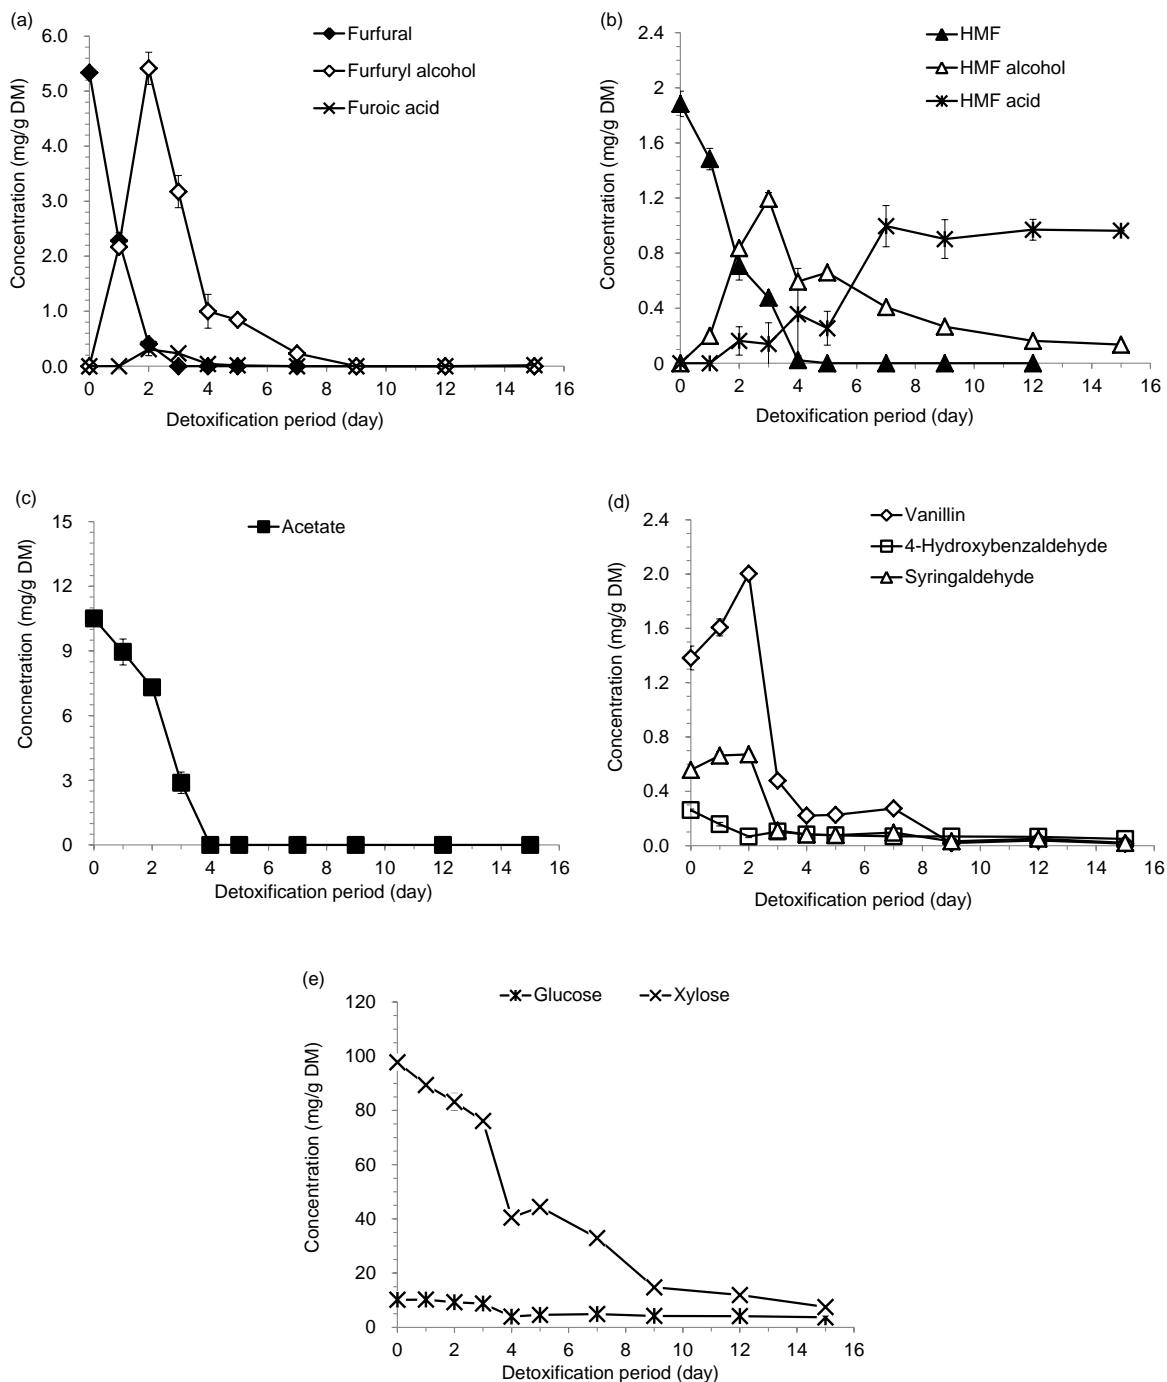 (a)
Furfural
Furfuryl alcohol
Furoic acid
Concentration (mg/g DM)
6.0
5.0
4.0
3.0
2.0
1.0
0.0
0 2 4 6 8 10 12 14 16
Detoxification period (day)
(b)
HMF
HMF alcohol
HMF acid
Concentration (mg/g DM)
2.4
2
1.6
1.2
0.8
0.4
0
0 2 4 6 8 10 12 14 16
Detoxification period (day)
(c)
Acetate
Concnetration (mg/g DM)
15
12
9
6
3
0
0 2 4 6 8 10 12 14 16
Detoxification period (day)
(d)
Vanillin
4-Hydroxybenzaldehyde
Syringaldehyde
Concentration (mg/g DM)
2.4
2.0
1.6
1.2
0.8
0.4
0.0
0 2 4 6 8 10 12 14 16
Detoxification period (day)
(e)
Glucose Xylose
Concentration (mg/g DM)
120
100
80
60
40
20
0
0 2 4 6 8 10 12 14 16
Detoxification period (day)